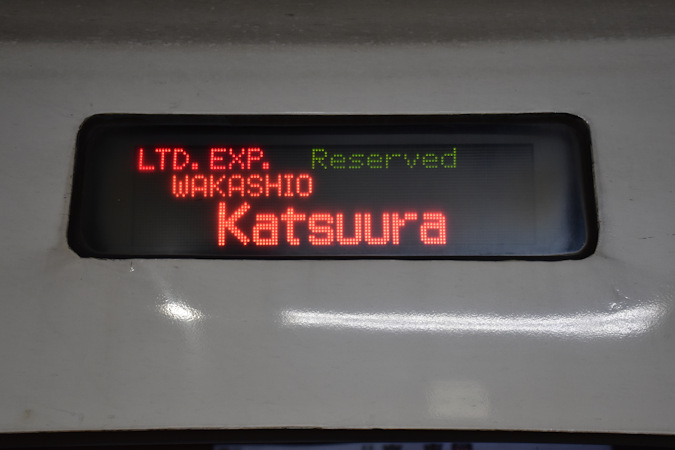 LTD. EXP. Reserved
WAKASHIO
Katsuura